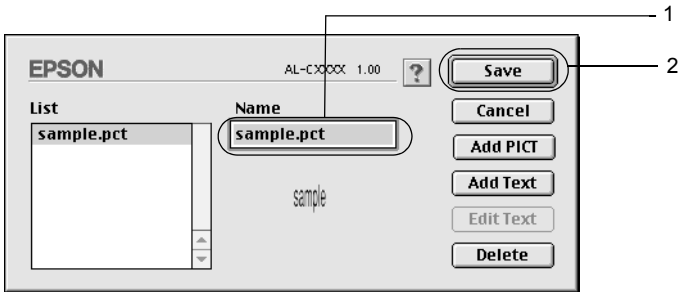 1
EPSON
AL-CXXXX 1.00
?
Save
2
List
Name
Cancel
sample.pct
sample.pct
Add PICT
sample
Add Text
Edit Text
Delete